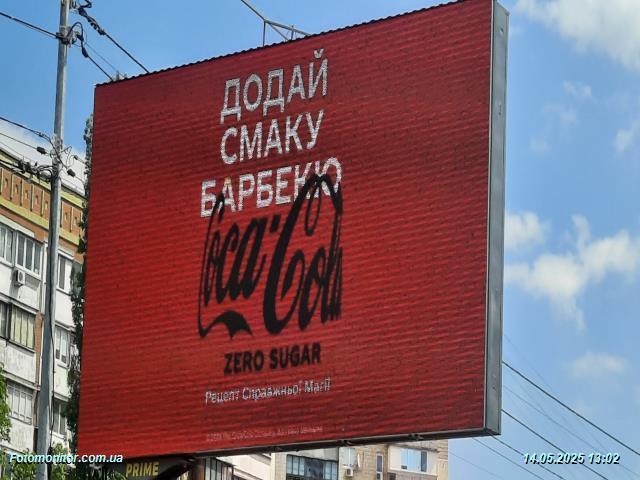 ДОДАЙ
СМАКУ
БАРБЕКЮ
Coca-Cola
ZERO SUGAR
Рецепт Справжньої Магії
PRIME
Fotomonitor.com.ua
14.05.2025 13:02